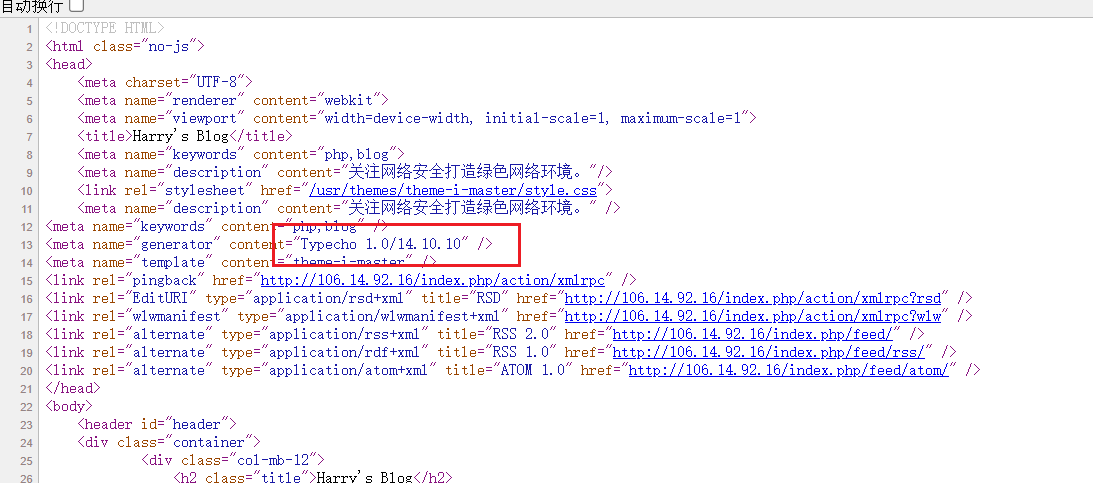 自动换行
1 <!DOCTYPE HTML>
2 <html class="no-js">
3 <head>
4 <meta charset="UTF-8">
5 <meta name="renderer" content="webkit">
6 <meta name="viewport" content="width=device-width, initial-scale=1, maximum-scale=1">
7 <title>Harry's Blog</title>
8 <meta name="keywords" content="php,blog">
9 <meta name="description" content="关注网络安全打造绿色网络环境。"/>
10 <link rel="stylesheet" href="/usr/themes/theme-i-master/style.css">
11 <meta name="description" content="关注网络安全打造绿色网络环境。" />
12 <meta name="keywords" content="php,blog" />
13 <meta name="generator" content="Typecho 1.0/14.10.10" />
14 <meta name="template" content="theme-i-master" />
15 <link rel="pingback" href="http://106.14.92.16/index.php/action/xmlrpc" />
16 <link rel="EditURI" type="application/rsd+xml" title="RSD" href="http://106.14.92.16/index.php/action/xmlrpc?rsd" />
17 <link rel="wlwmanifest" type="application/wlwmanifest+xml" href="http://106.14.92.16/index.php/action/xmlrpc?wlw" />
18 <link rel="alternate" type="application/rss+xml" title="RSS 2.0" href="http://106.14.92.16/index.php/feed/" />
19 <link rel="alternate" type="application/rdf+xml" title="RSS 1.0" href="http://106.14.92.16/index.php/feed/rss/" />
20 <link rel="alternate" type="application/atom+xml" title="ATOM 1.0" href="http://106.14.92.16/index.php/feed/atom/" />
21 </head>
22 <body>
23 <header id="header">
24 <div class="container">
25 <div class="col-mb-12">
26 <h2 class="title">Harry's Blog</h2>